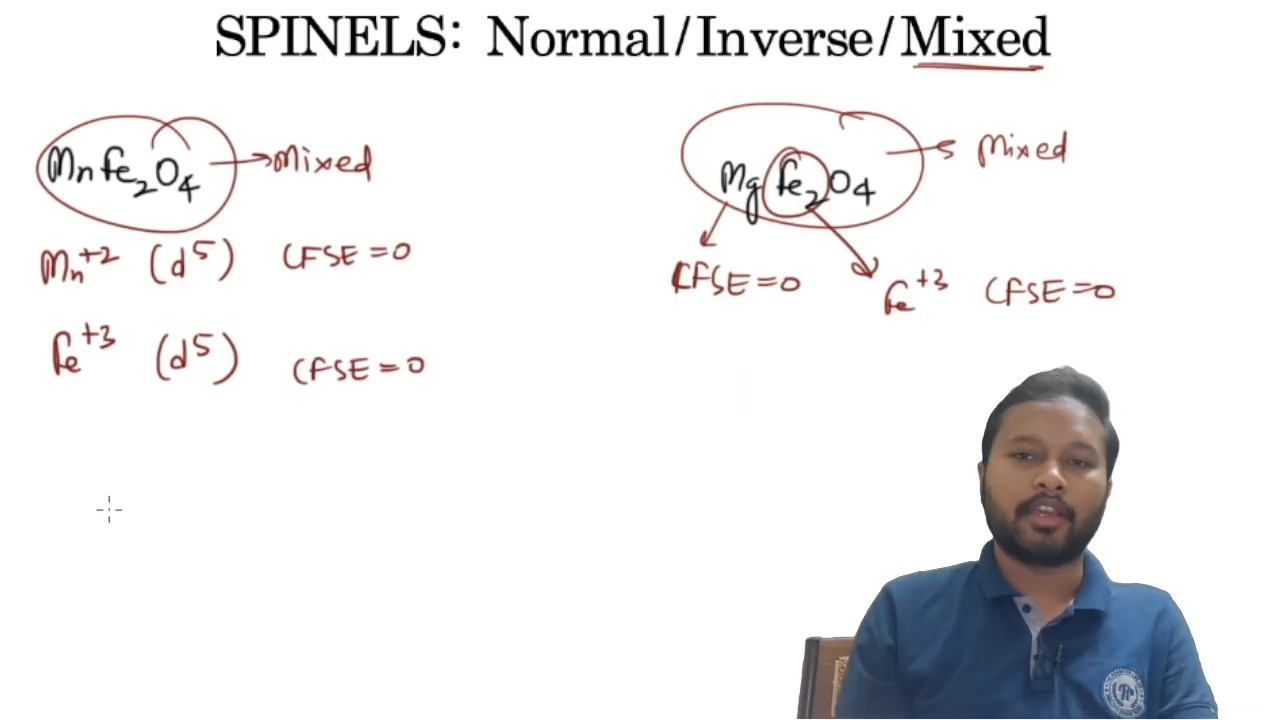 SPINELS: Normal/Inverse/Mixed
MnFe₂O₄ → Mixed
Mn⁺² (d⁵) CFSE = 0
Fe⁺³ (d⁵) CFSE = 0
MgFe₂O₄ → Mixed
CFSE = 0
Fe⁺³ CFSE = 0